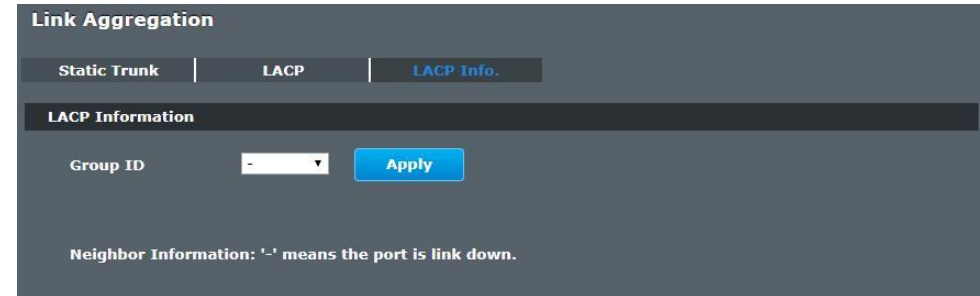 Link Aggregation
Static Trunk LACP LACP Info.
LACP Information
Group ID - Apply
Neighbor Information: '-' means the port is link down.